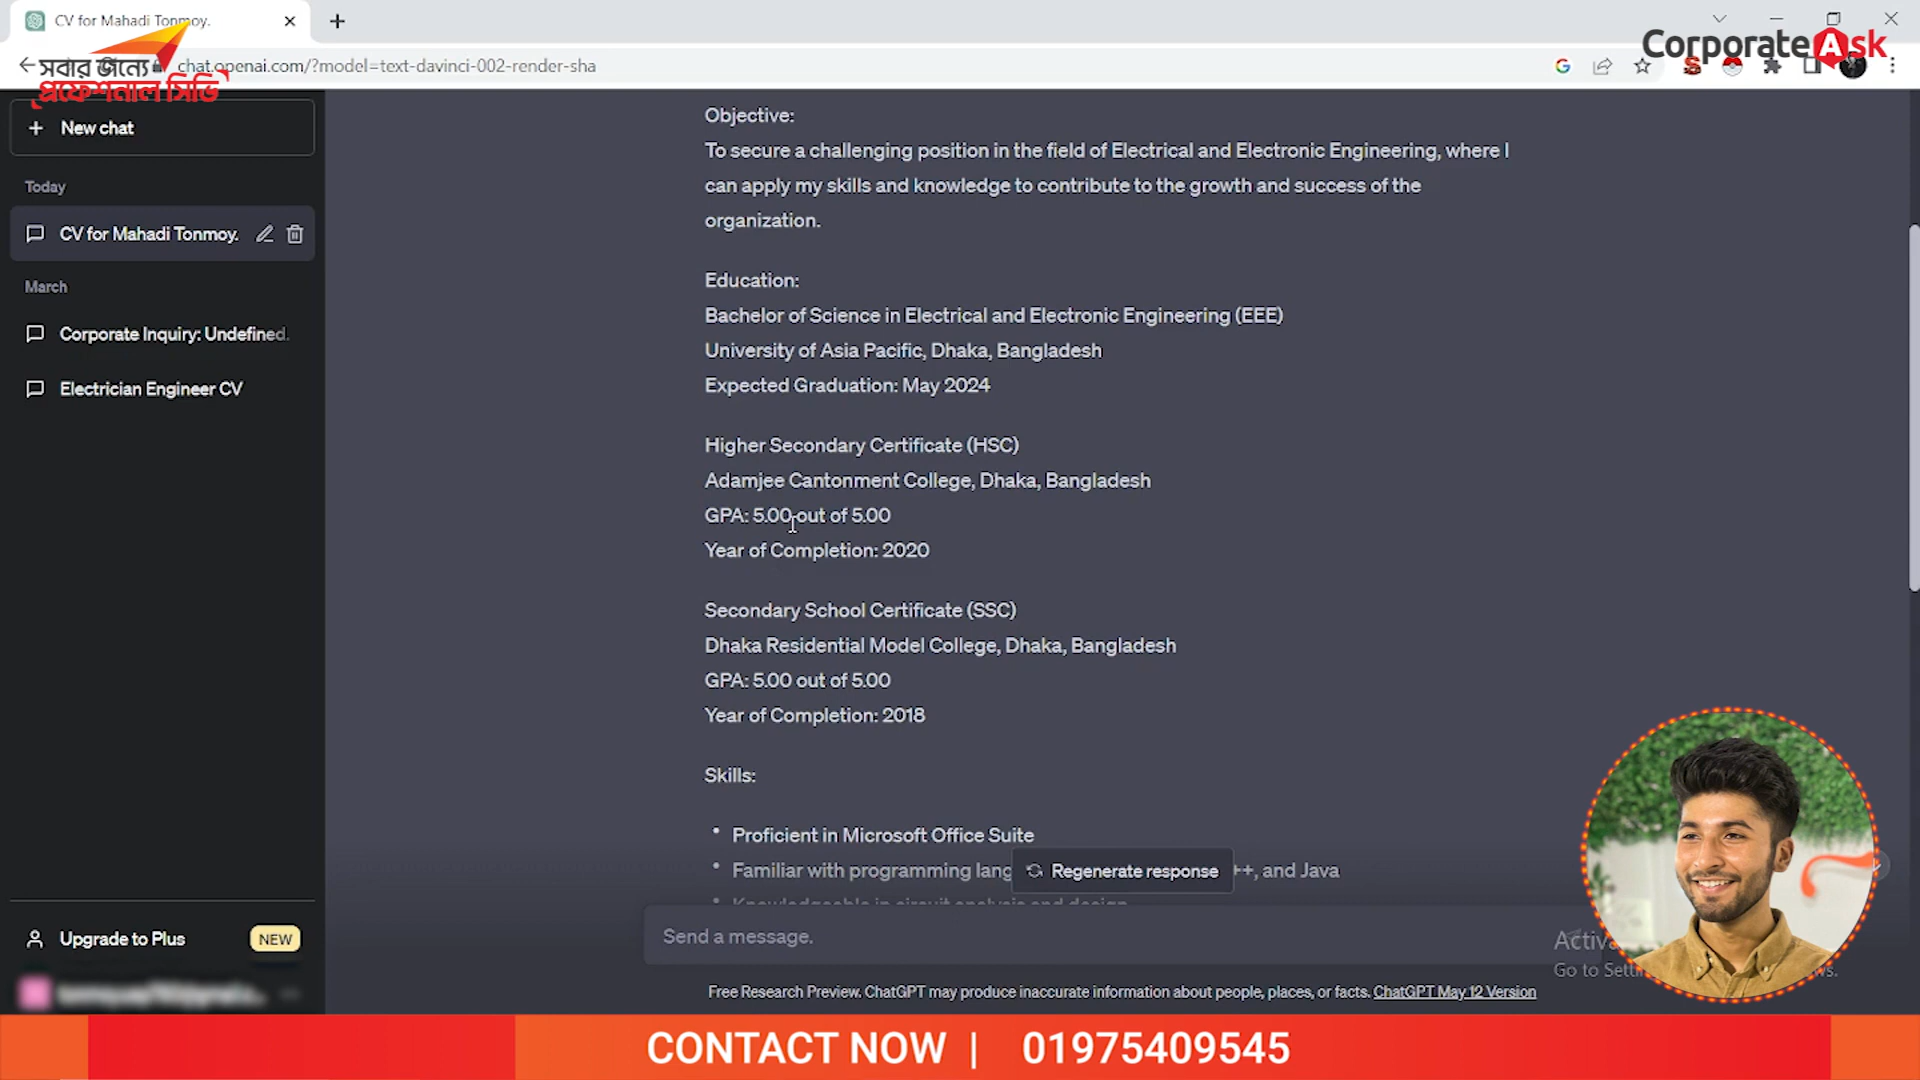 CV for Mahadi Tonmoy.
CorporateAsk
সবার জন্যে
প্রফেশনাল সিভি
chat.openai.com/?model=text-davinci-002-render-sha
New chat
Today
CV for Mahadi Tonmoy.
March
Corporate Inquiry: Undefined.
Electrician Engineer CV
Upgrade to Plus
NEW
Objective:
To secure a challenging position in the field of Electrical and Electronic Engineering, where I
can apply my skills and knowledge to contribute to the growth and success of the
organization.
Education:
Bachelor of Science in Electrical and Electronic Engineering (EEE)
University of Asia Pacific, Dhaka, Bangladesh
Expected Graduation: May 2024
Higher Secondary Certificate (HSC)
Adamjee Cantonment College, Dhaka, Bangladesh
GPA: 5.00 out of 5.00
Year of Completion: 2020
Secondary School Certificate (SSC)
Dhaka Residential Model College, Dhaka, Bangladesh
GPA: 5.00 out of 5.00
Year of Completion: 2018
Skills:
• Proficient in Microsoft Office Suite
• Familiar with programming lang
Regenerate response
++, and Java
• Knowledgeable in circuit analysis and design
Send a message.
Go to
Free Research Preview. ChatGPT may produce inaccurate information about people, places, or facts. ChatGPT May 12 Version
CONTACT NOW | 01975409545